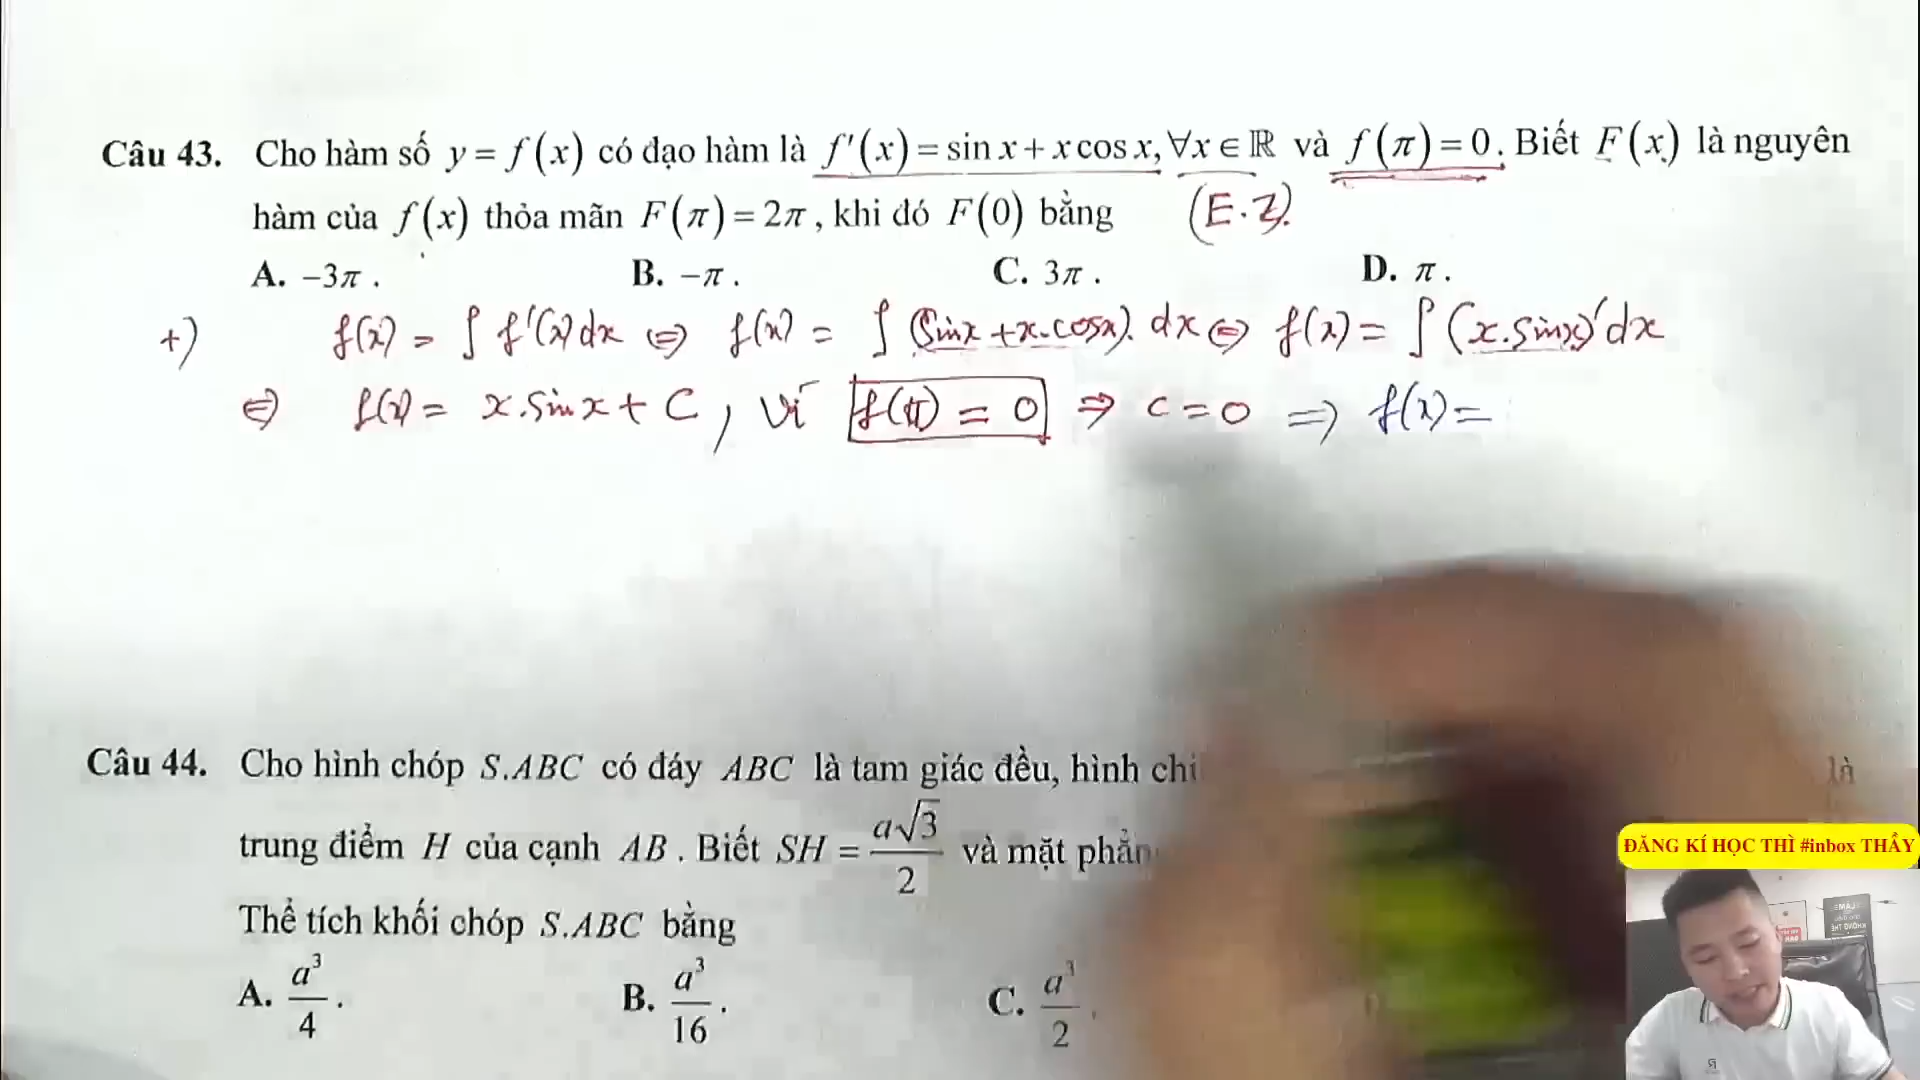 Câu 43. Cho hàm số y = f(x) có đạo hàm là f'(x) = sin x + x cos x, ∀x ∈ ℝ và f(π) = 0. Biết F(x) là nguyên
hàm của f(x) thỏa mãn F(π) = 2π, khi đó F(0) bằng (E.Z).
A. −3π. B. −π. C. 3π. D. π.
+) f(x) = ∫ f'(x)dx ⇔ f(x) = ∫ (sinx + x.cosx).dx ⇔ f(x) = ∫ (x.sinx)'dx
⇔ f(x) = x.sinx + C, Vì f(π) = 0 ⇒ C = 0 ⇒ f(x) =
Câu 44. Cho hình chóp S.ABC có đáy ABC là tam giác đều, hình chi là
trung điểm H của cạnh AB. Biết SH = a√3/2 và mặt phẳn
Thể tích khối chóp S.ABC bằng
A. a³/4. B. a³/16. C. a³/2.
ĐĂNG KÍ HỌC THÌ #inbox THẦY